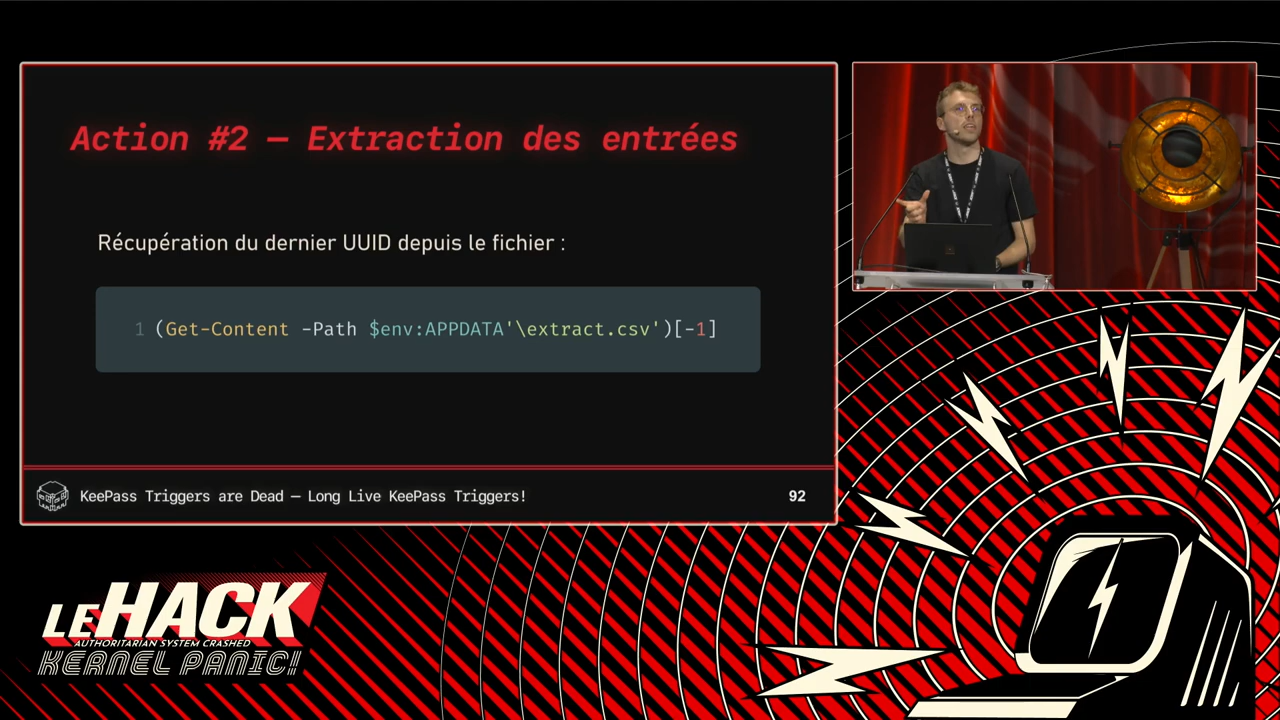 Action #2 — Extraction des entrées
Récupération du dernier UUID depuis le fichier :
1 (Get-Content -Path $env:APPDATA'\extract.csv')[-1]
KeePass Triggers are Dead — Long Live KeePass Triggers!
92
LEHACK
AUTHORITARIAN SYSTEM CRASHED
KERNEL PANIC!